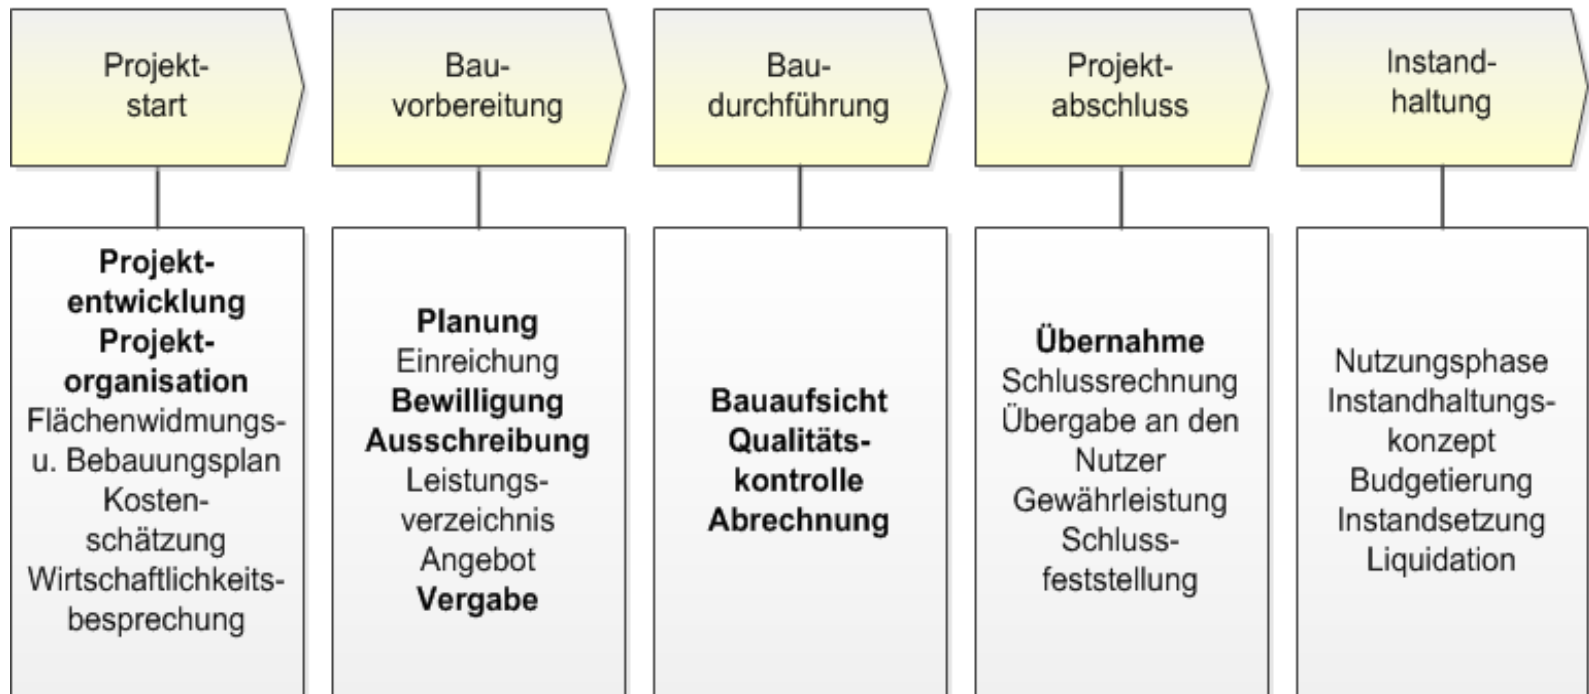 Projekt-
start
Bau-
vorbereitung
Bau-
durchführung
Projekt-
abschluss
Instand-
haltung
Projekt-
entwicklung
Projekt-
organisation
Flächenwidmungs-
u. Bebauungsplan
Kosten-
schätzung
Wirtschaftlichkeits-
besprechung
Planung
Einreichung
Bewilligung
Ausschreibung
Leistungs-
verzeichnis
Angebot
Vergabe
Bauaufsicht
Qualitäts-
kontrolle
Abrechnung
Übernahme
Schlussrechnung
Übergabe an den
Nutzer
Gewährleistung
Schluss-
feststellung
Nutzungsphase
Instandhaltungs-
konzept
Budgetierung
Instandsetzung
Liquidation